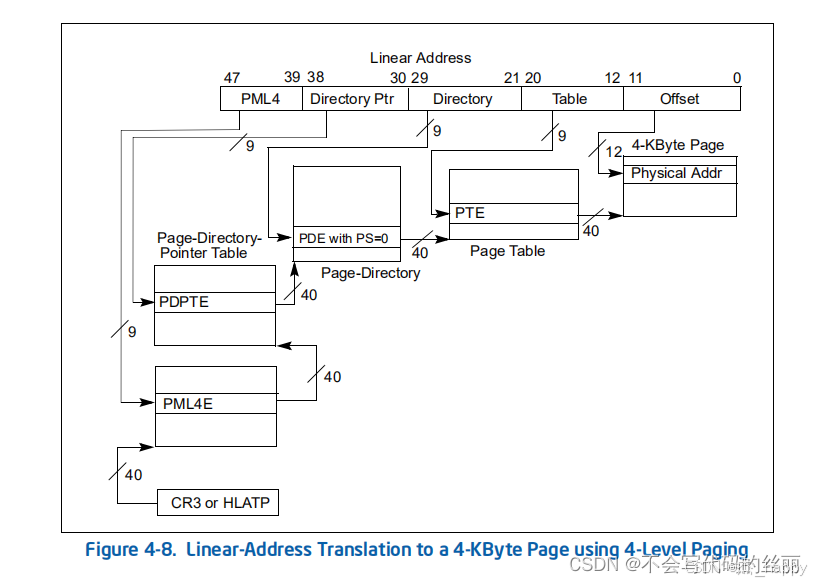 Linear Address
47 39 38 30 29 21 20 12 11 0
PML4 Directory Ptr Directory Table Offset
9 9 9 12 4-KByte Page
Physical Addr
PTE
40
Page Table
PDE with PS=0
40
Page-Directory
Page-Directory-
Pointer Table
40
PDPTE
9
40
PML4E
40
CR3 or HLATP
Figure 4-8. Linear-Address Translation to a 4-KByte Page using 4-Level Paging
CSDN @不会写代码的丝丽